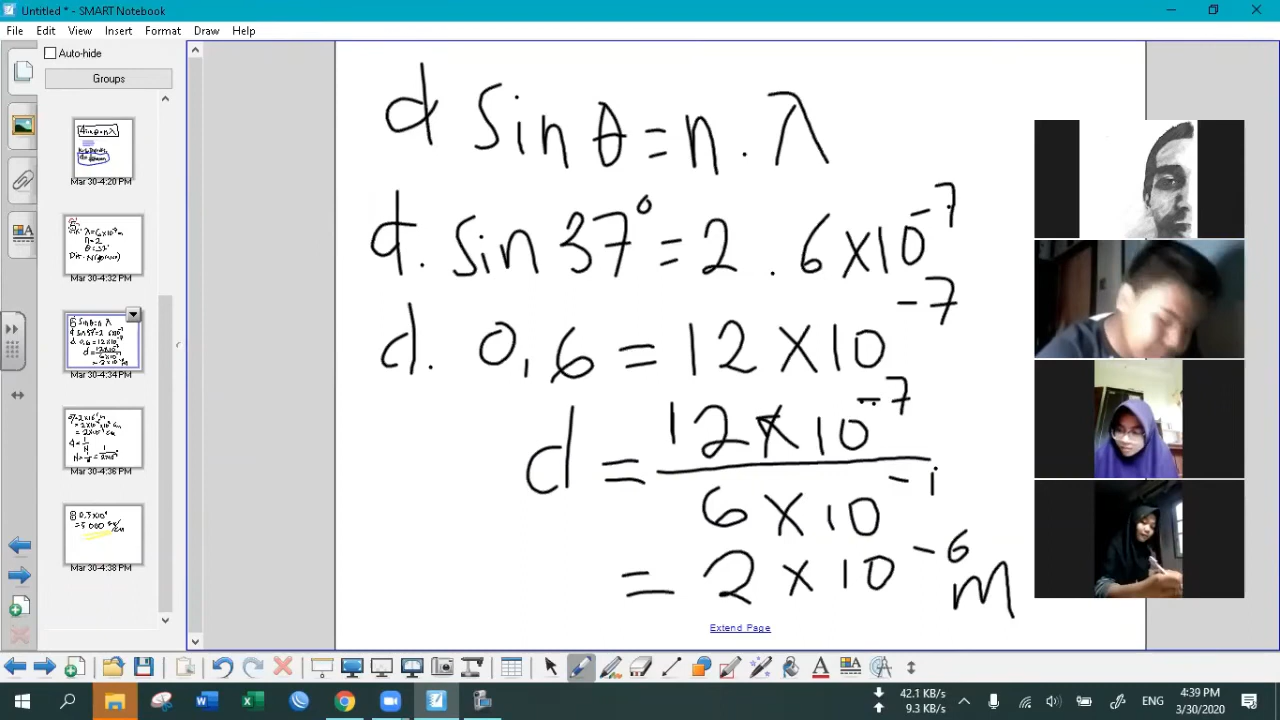 Untitled * - SMART Notebook
File Edit View Insert Format Draw Help
Auto-hide
Groups
Mar 30-4:20 PM
Mar 30-4:32 PM
Mar 30-4:34 PM
Mar 30-4:36 PM
Mar 30-4:38 PM
d sin θ = n . λ
d. sin 37° = 2 . 6 × 10⁻⁷
d. 0,6 = 12 × 10⁻⁷
d = 12 × 10⁻⁷
6 × 10⁻¹
= 2 × 10⁻⁶ m
Extend Page
42.1 KB/s
9.3 KB/s
ENG
4:39 PM
3/30/2020